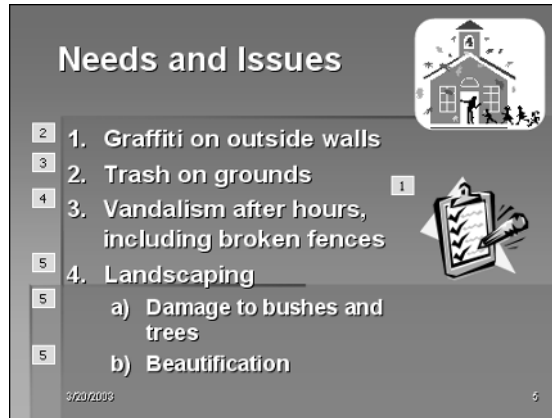 Needs and Issues
2 1. Graffiti on outside walls
3 2. Trash on grounds
1
4 3. Vandalism after hours,
including broken fences
5 4. Landscaping
5 a) Damage to bushes and
trees
5 b) Beautification
3/20/2003 5